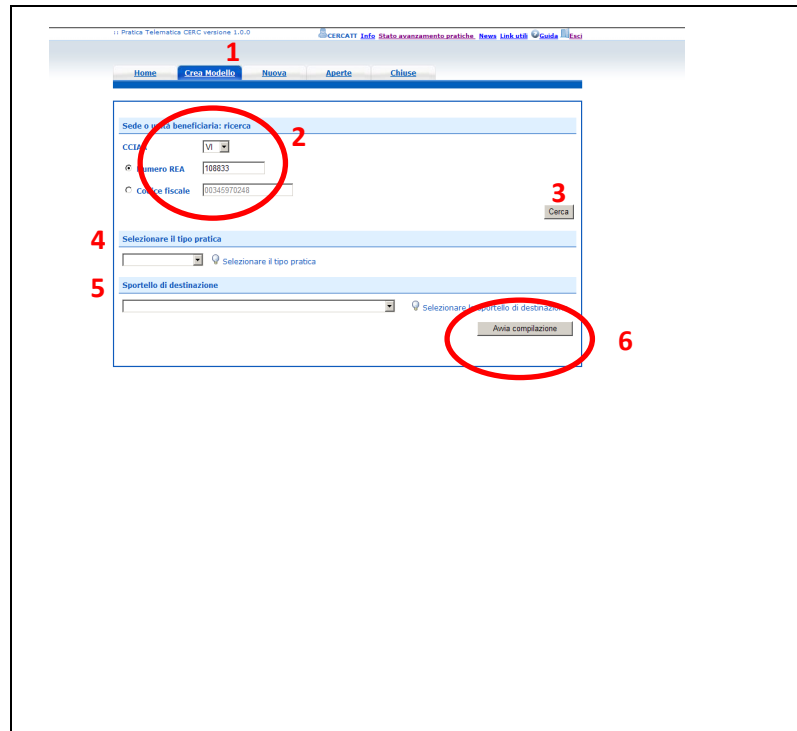 :: Pratica Telematica CERC versione 1.0.0
CERCATT Info Stato avanzamento pratiche News Link utili Guida Esci
1
Home Crea Modello Nuova Aperte Chiuse
Sede o unità beneficiaria: ricerca
2
CCIAA VI
Numero REA 108833
Codice fiscale 00345970248
3
Cerca
4 Selezionare il tipo pratica
Selezionare il tipo pratica
5 Sportello di destinazione
Selezionare lo sportello di destinazione
Avvia compilazione
6